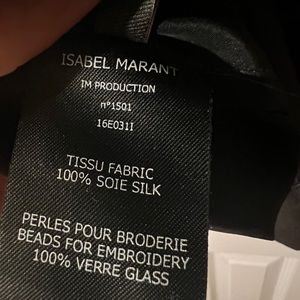 ISABEL MARANT
IM PRODUCTION
n°1501
16E031I
TISSU FABRIC
100% SOIE SILK
PERLES POUR BRODERIE
BEADS FOR EMBROIDERY
100% VERRE GLASS